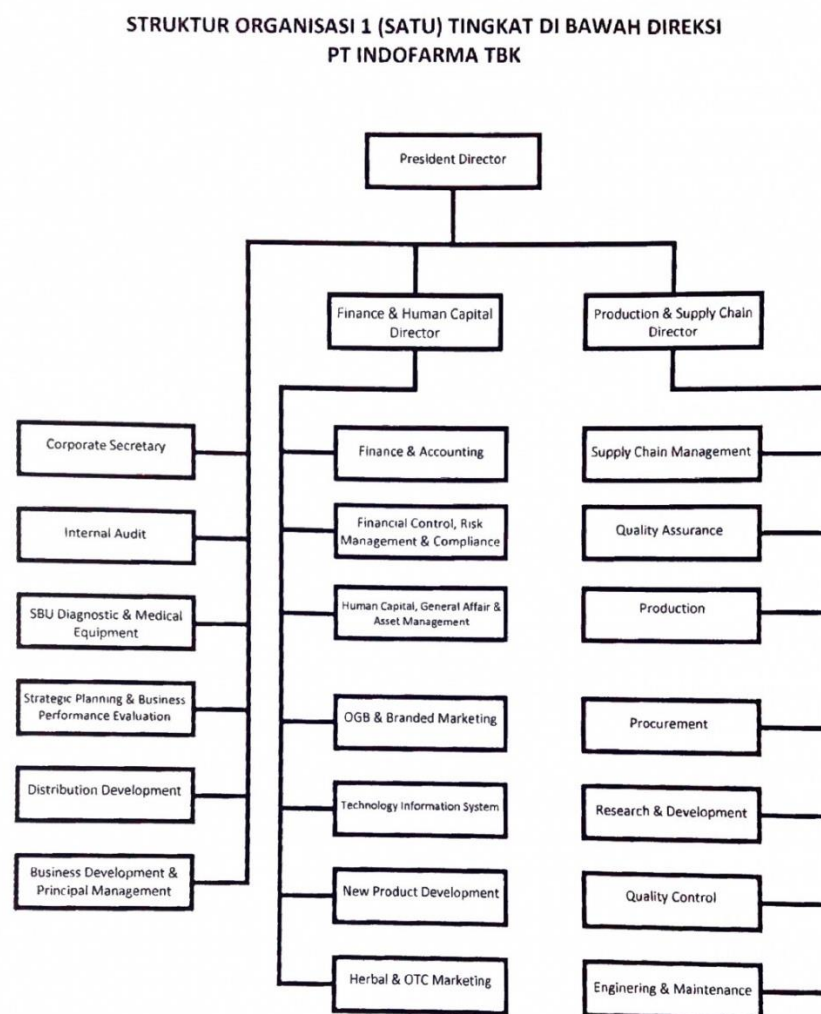 STRUKTUR ORGANISASI 1 (SATU) TINGKAT DI BAWAH DIREKSI
PT INDOFARMA TBK
President Director
Finance & Human Capital
Director
Production & Supply Chain
Director
Corporate Secretary
Internal Audit
SBU Diagnostic & Medical
Equipment
Strategic Planning & Business
Performance Evaluation
Distribution Development
Business Development &
Principal Management
Finance & Accounting
Financial Control, Risk
Management & Compliance
Human Capital, General Affair &
Asset Management
OGB & Branded Marketing
Technology Information System
New Product Development
Herbal & OTC Marketing
Supply Chain Management
Quality Assurance
Production
Procurement
Research & Development
Quality Control
Enginering & Maintenance